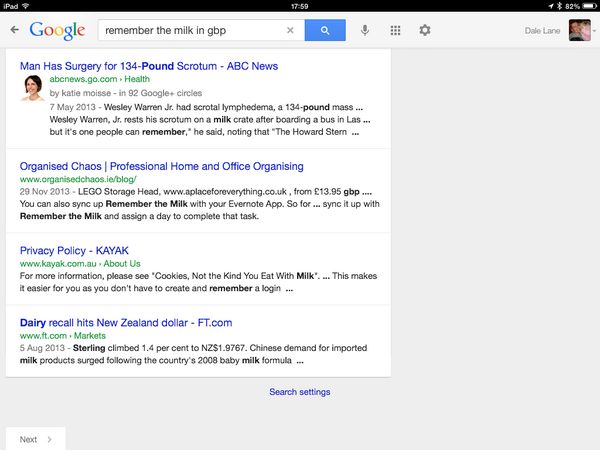 iPad 17:59 82%
Google remember the milk in gbp Dale Lane
Man Has Surgery for 134-Pound Scrotum - ABC News
abcnews.go.com › Health
by katie moisse - in 92 Google+ circles
7 May 2013 - Wesley Warren Jr. had scrotal lymphedema, a 134-pound mass ...
Wesley Warren, Jr. rests his scrotum on a milk crate after boarding a bus in Las ...
but it's one people can remember," he said, noting that "The Howard Stern ...
Organised Chaos | Professional Home and Office Organising
www.organisedchaos.ie/blog/
29 Nov 2013 - LEGO Storage Head, www.aplaceforeverything.co.uk , from £13.95 gbp ....
You can also sync up Remember the Milk with your Evernote App. So for ... sync it up with
Remember the Milk and assign a day to complete that task.
Privacy Policy - KAYAK
www.kayak.com.au › About Us
For more information, please see "Cookies, Not the Kind You Eat With Milk". ... This makes
it easier for you as you don't have to create and remember a login ...
Dairy recall hits New Zealand dollar - FT.com
www.ft.com › Markets
5 Aug 2013 - Sterling climbed 1.4 per cent to NZ$1.9767. Chinese demand for imported
milk products surged following the country's 2008 baby milk formula ...
Search settings
Next